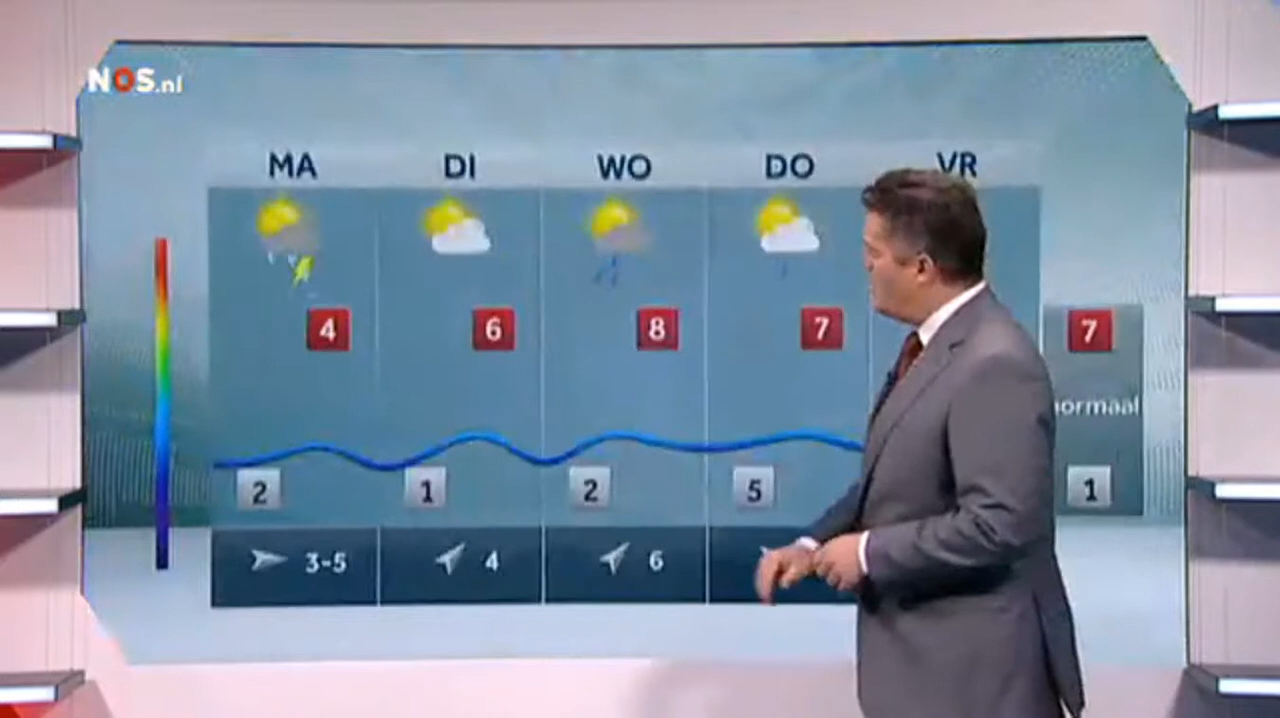 NOS.nl
MA DI WO DO VR
4 6 8 7 7
normaal
2 1 2 5 1
3-5 4 6